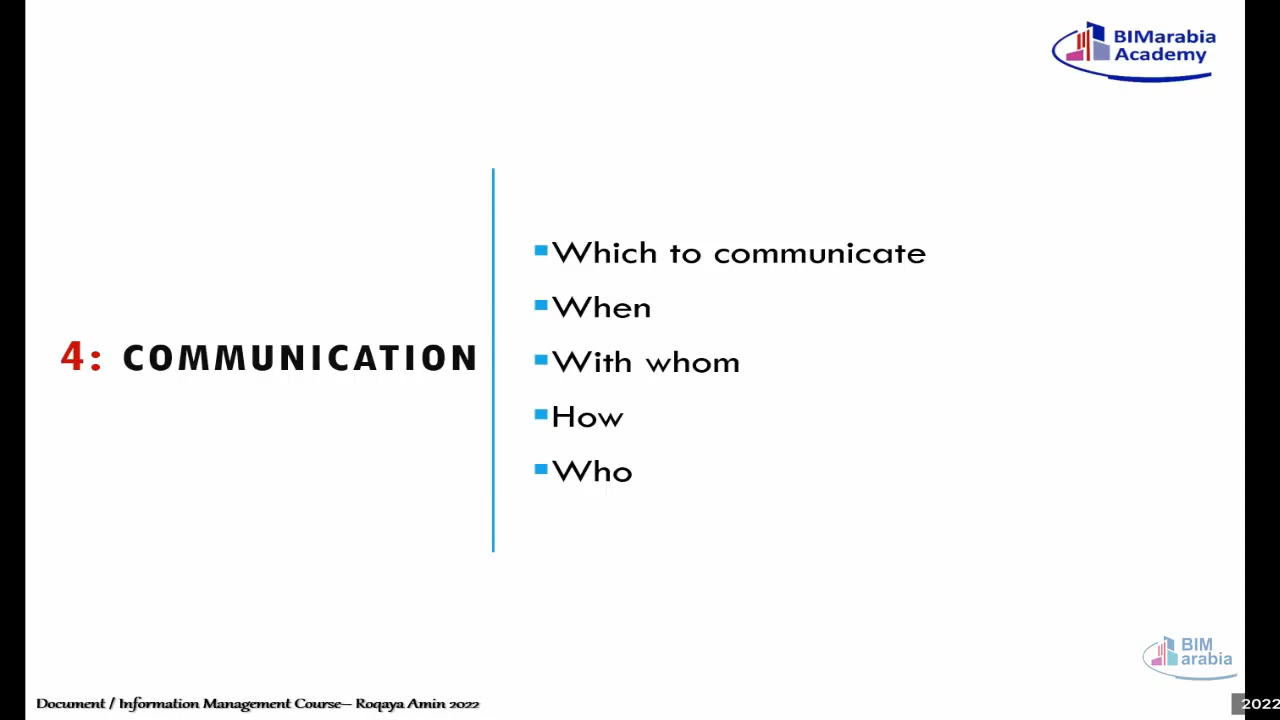 BIMarabia
Academy
4: COMMUNICATION
Which to communicate
When
With whom
How
Who
BIM
arabia
Document / Information Management Course– Roqaya Amin 2022
2022